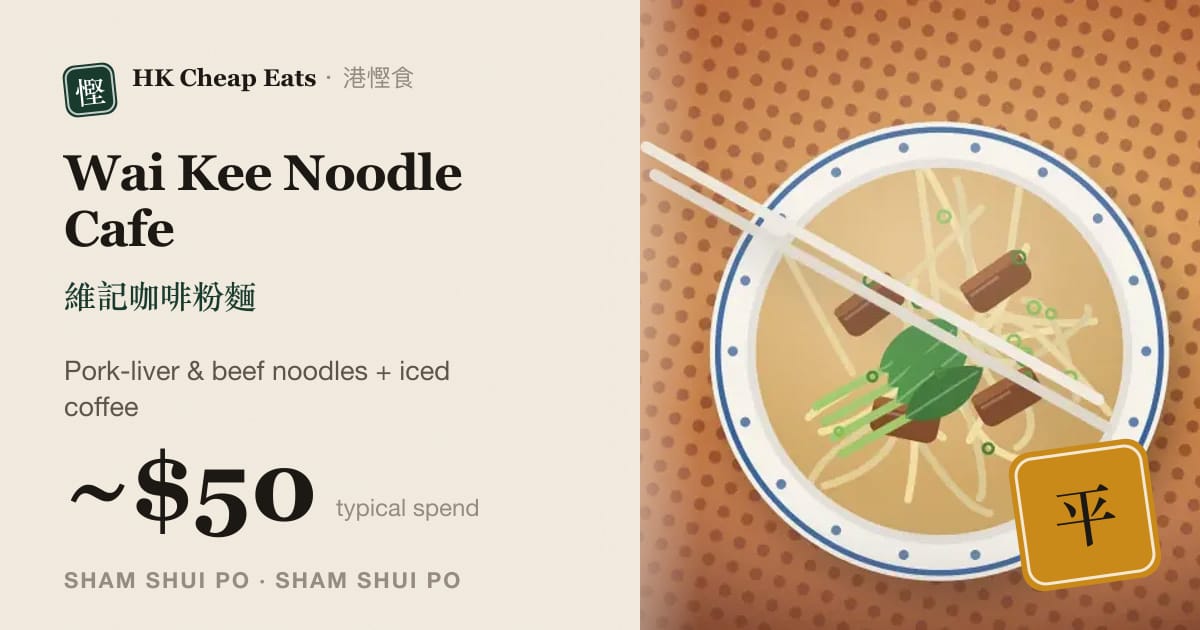 慳
HK Cheap Eats · 港慳食
Wai Kee Noodle
Cafe
維記咖啡粉麵
Pork-liver & beef noodles + iced
coffee
~$50 typical spend
SHAM SHUI PO · SHAM SHUI PO
平